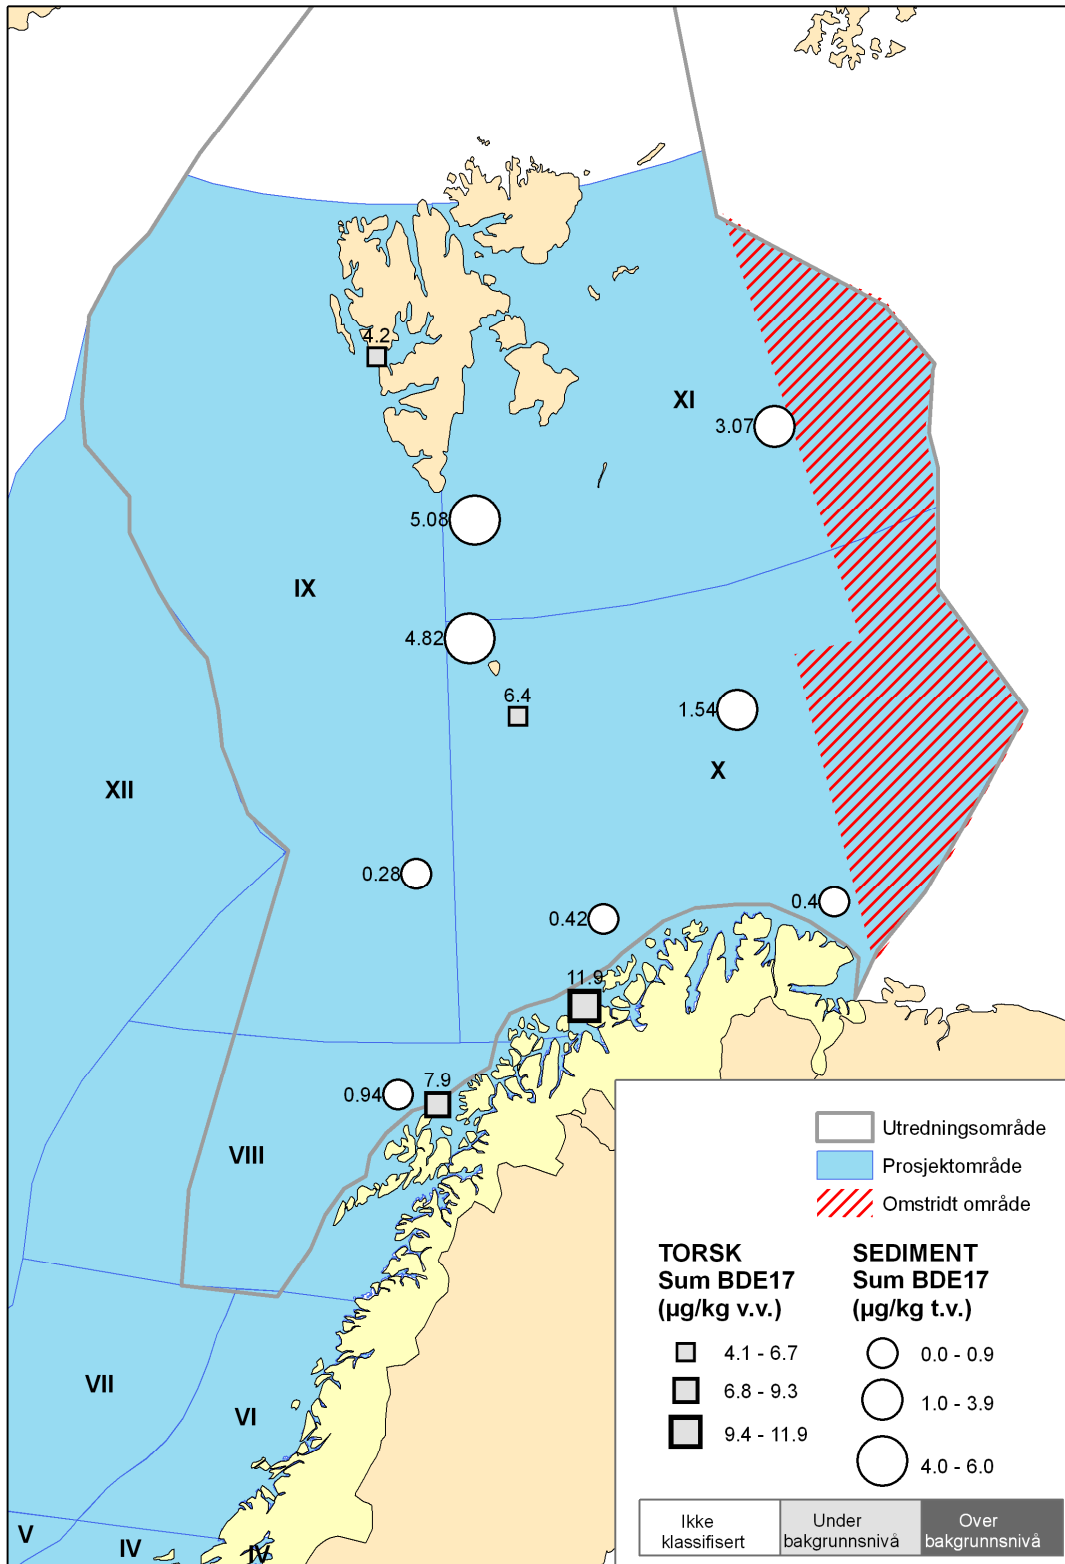 4.2
XI
3.07
5.08
IX
4.82
6.4
1.54
X
XII
0.28
0.4
0.42
11.9
7.9
0.94
VIII
Utredningsområde
Prosjektområde
Omstridt område
TORSK
Sum BDE17
(µg/kg v.v.)
4.1 - 6.7
6.8 - 9.3
9.4 - 11.9
SEDIMENT
Sum BDE17
(µg/kg t.v.)
0.0 - 0.9
1.0 - 3.9
4.0 - 6.0
Ikke
klassifisert
Under
bakgrunnsnivå
Over
bakgrunnsnivå
VII
VI
V
IV
IV